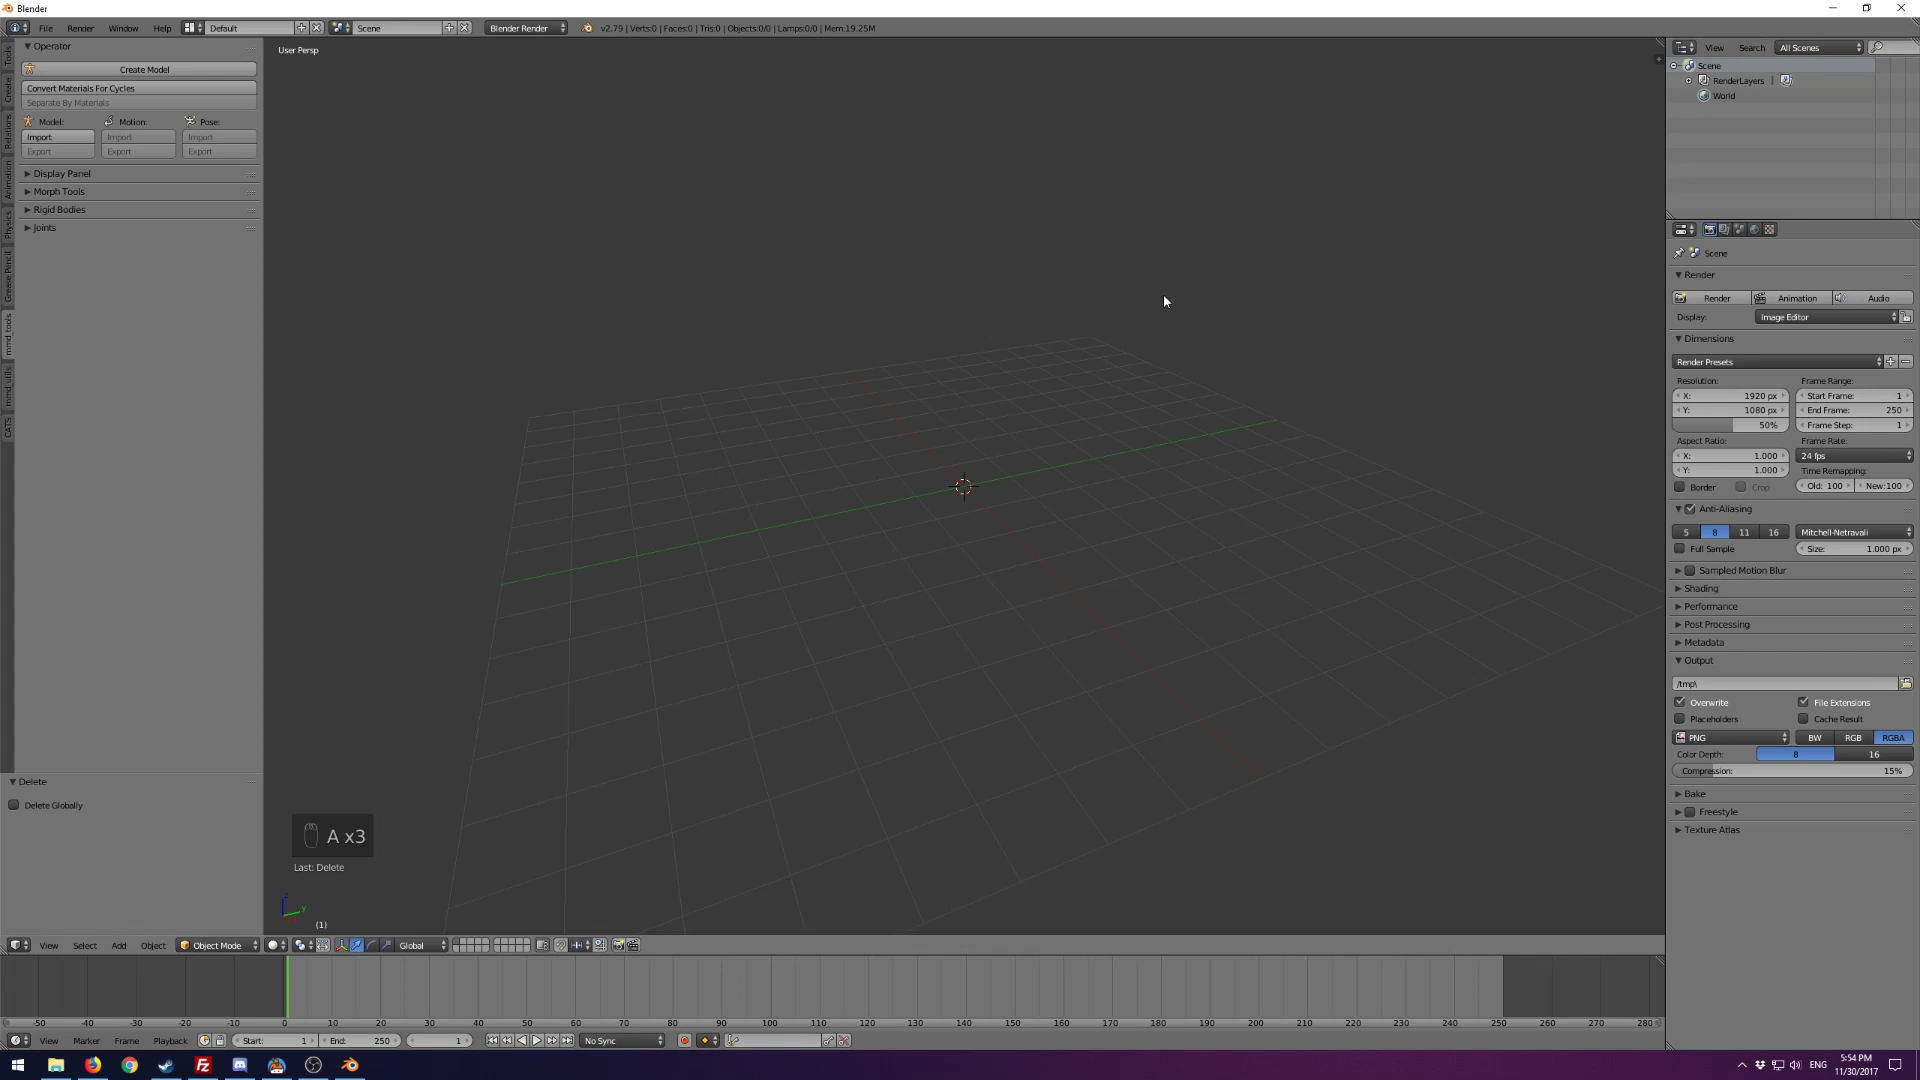 Blender
File Render Window Help Default Scene Blender Render v2.79 | Verts:0 | Faces:0 | Tris:0 | Objects:0/0 | Lamps:0/0 | Mem:19.25M
Operator
Create Model
Convert Materials For Cycles
Separate By Materials
Model: Motion: Pose:
Import Import Import
Export Export Export
Display Panel
Morph Tools
Rigid Bodies
Joints
Tools
Create
Relations
Animation
Physics
Grease Pencil
mmd_tools
mmd_utils
CATS
Delete
Delete Globally
User Persp
A x3
Last: Delete
z
y
(1)
View Select Add Object Object Mode Global
-50 -40 -30 -20 -10 0 10 20 30 40 50 60 70 80 90 100 110 120 130 140 150 160 170 180 190 200 210 220 230 240 250 260 270 280
View Marker Frame Playback Start: 1 End: 250 1 No Sync
View Search All Scenes
Scene
RenderLayers |
World
Scene
Render
Render Animation Audio
Display: Image Editor
Dimensions
Render Presets
Resolution: Frame Range:
X: 1920 px Start Frame: 1
Y: 1080 px End Frame: 250
50% Frame Step: 1
Aspect Ratio: Frame Rate:
X: 1.000 24 fps
Y: 1.000 Time Remapping:
Border Crop Old: 100 New:100
Anti-Aliasing
5 8 11 16 Mitchell-Netravali
Full Sample Size: 1.000 px
Sampled Motion Blur
Shading
Performance
Post Processing
Metadata
Output
/tmp\
Overwrite File Extensions
Placeholders Cache Result
PNG BW RGB RGBA
Color Depth: 8 16
Compression: 15%
Bake
Freestyle
Texture Atlas
ENG 5:54 PM
11/30/2017